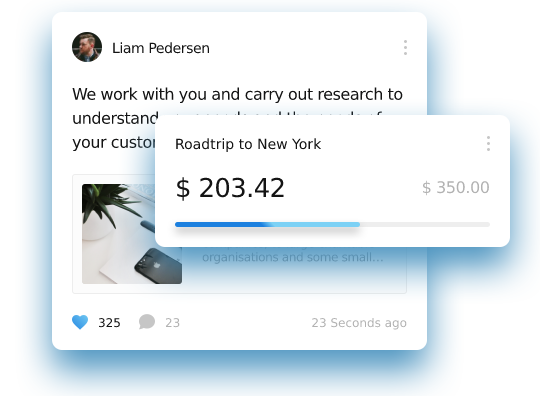 Liam Pedersen
We work with you and carry out research to
understand
your
Roadtrip to New York
$ 203.42
$ 350.00
organisations and some small...
325
23
23 Seconds ago